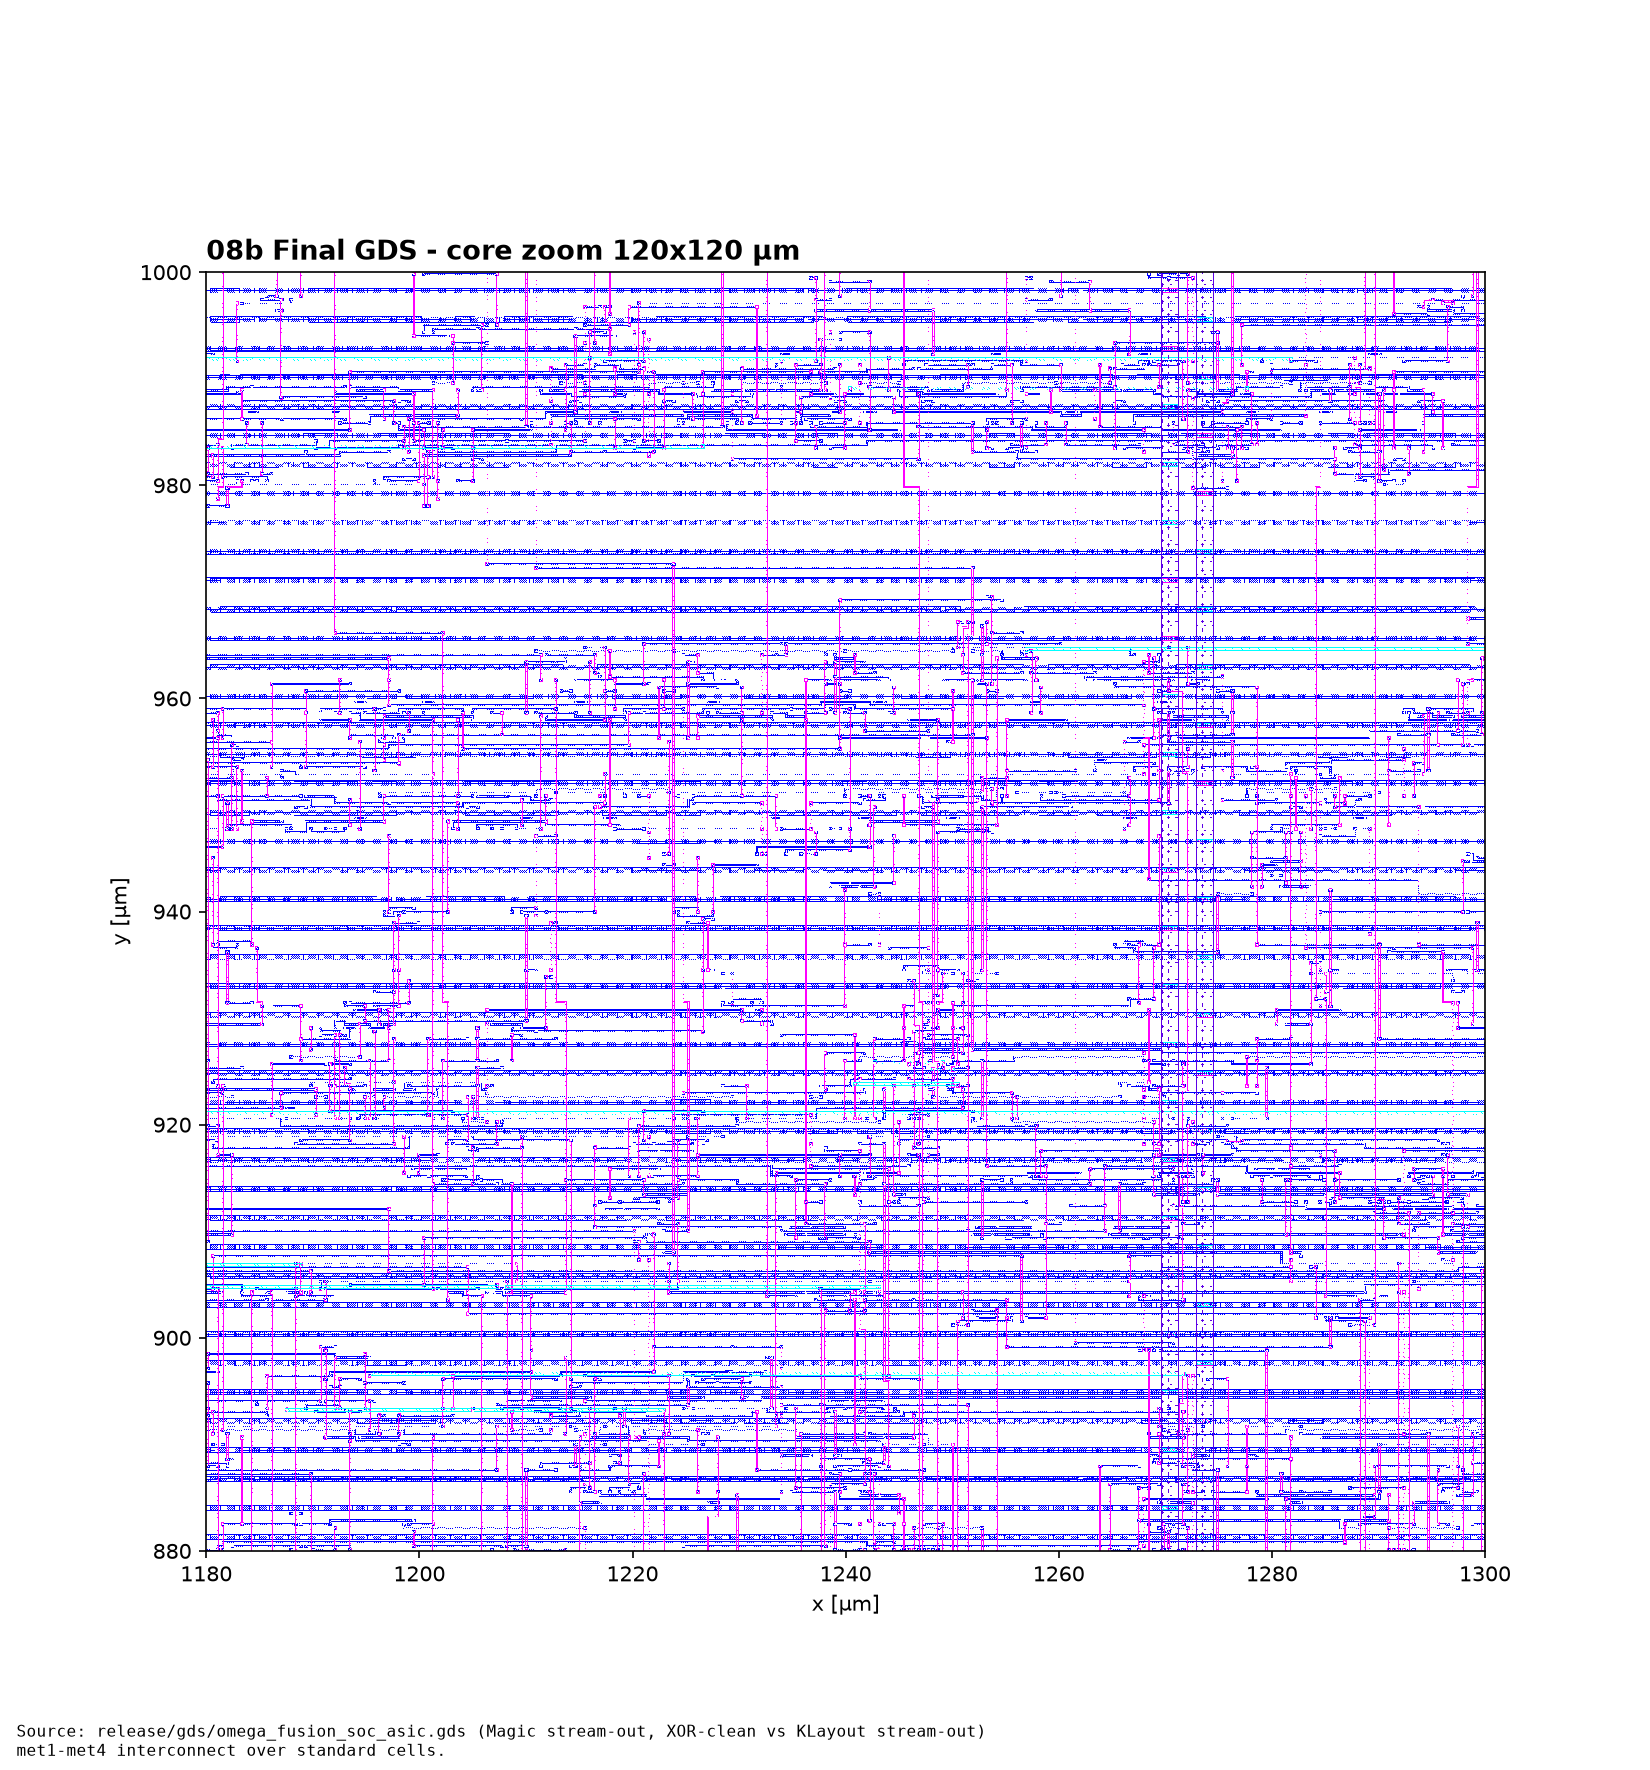 08b Final GDS - core zoom 120x120 µm
1000
980
960
940
920
900
880
y [µm]
1180 1200 1220 1240 1260 1280 1300
x [µm]
Source: release/gds/omega_fusion_soc_asic.gds (Magic stream-out, XOR-clean vs KLayout stream-out)
met1-met4 interconnect over standard cells.